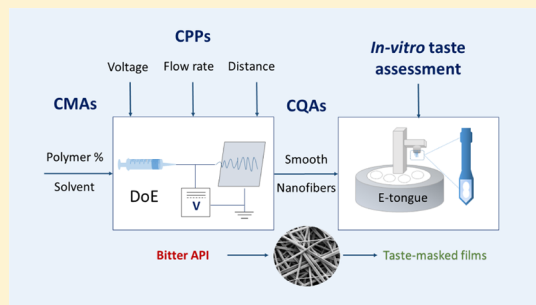 CPPs
Voltage
Flow rate
Distance
In-vitro taste
assessment
CMAs
CQAs
Polymer %
Solvent
DoE
V
Smooth
Nanofibers
E-tongue
Bitter API
Taste-masked films